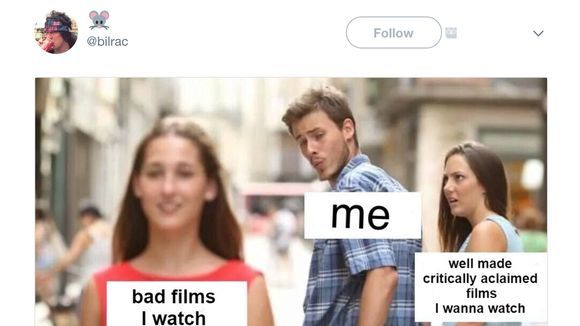 @bilrac
Follow
me
bad films
I watch
well made
critically aclaimed
films
I wanna watch